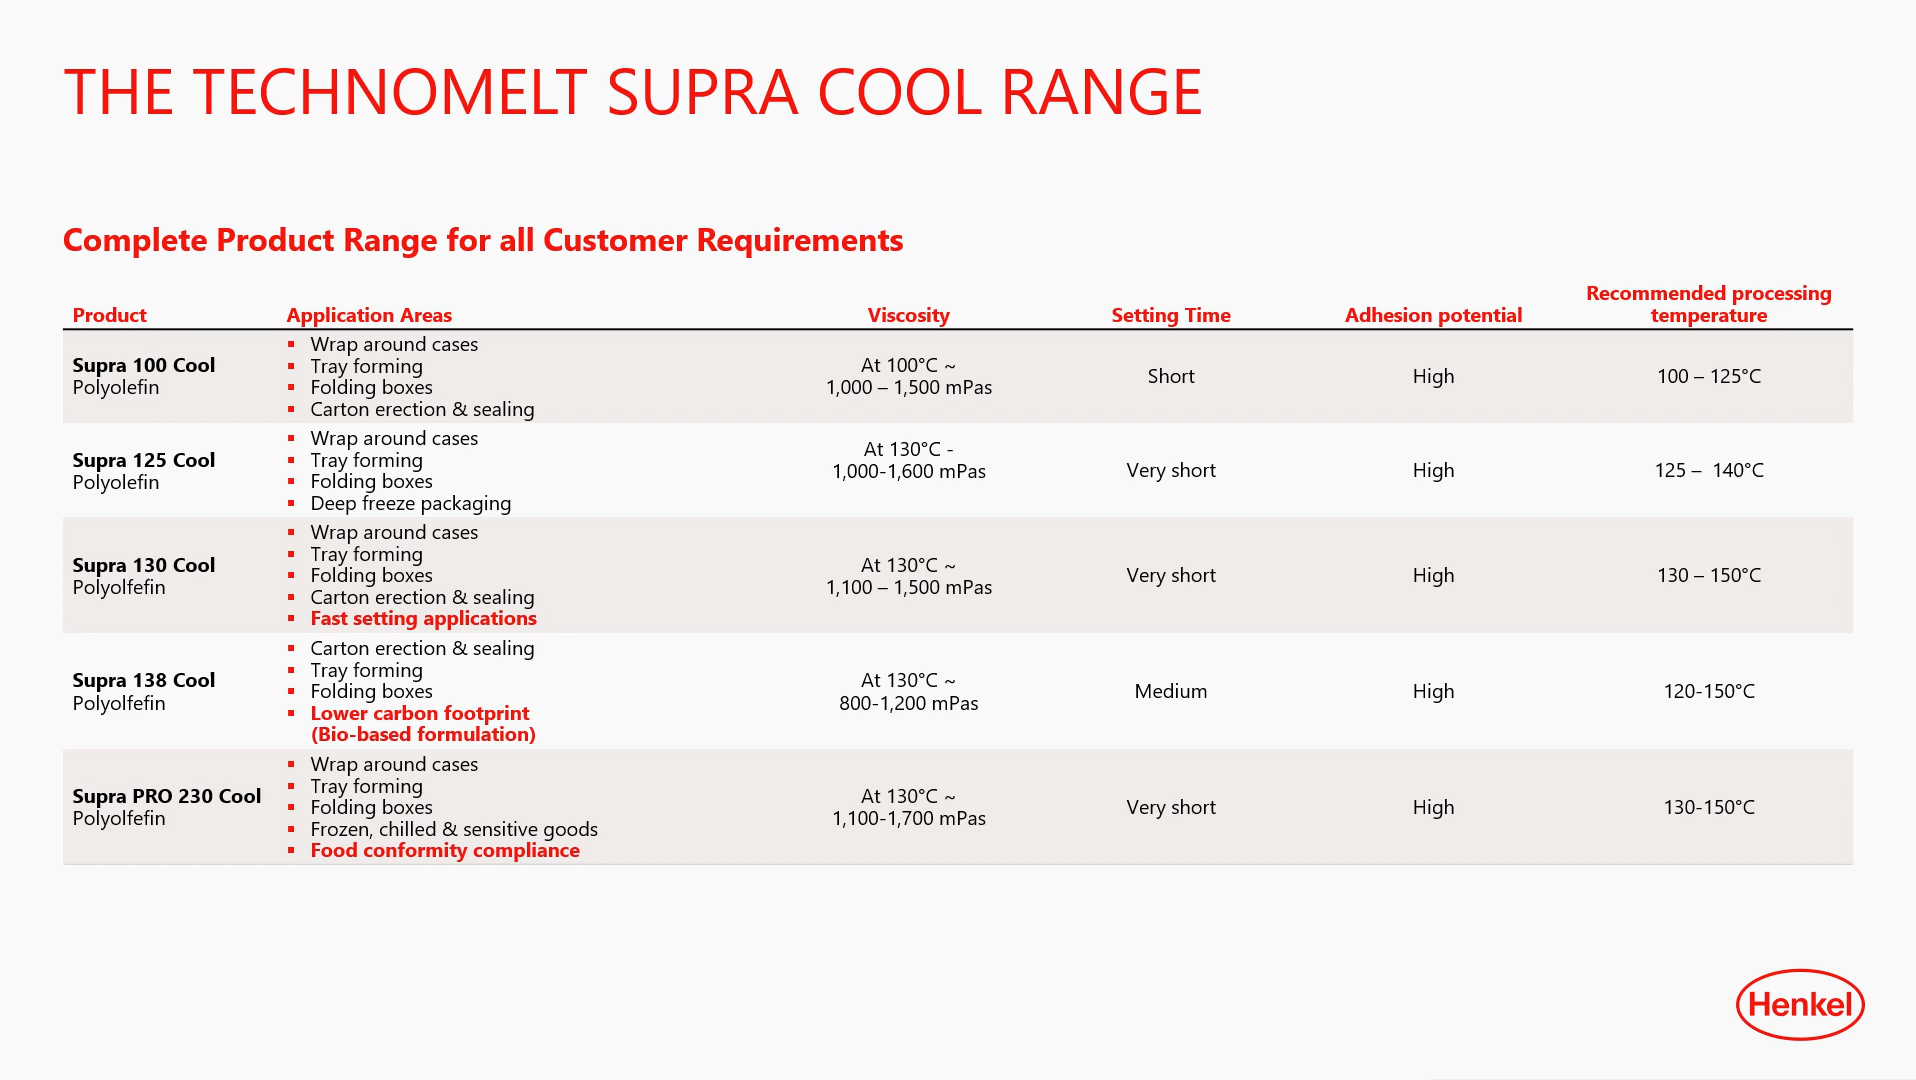 THE TECHNOMELT SUPRA COOL RANGE
Complete Product Range for all Customer Requirements
Product
Application Areas
Viscosity
Setting Time
Adhesion potential
Recommended processing
temperature
Supra 100 Cool
Polyolefin
▪ Wrap around cases
▪ Tray forming
▪ Folding boxes
▪ Carton erection & sealing
At 100°C ~
1,000 – 1,500 mPas
Short
High
100 – 125°C
Supra 125 Cool
Polyolefin
▪ Wrap around cases
▪ Tray forming
▪ Folding boxes
▪ Deep freeze packaging
At 130°C -
1,000-1,600 mPas
Very short
High
125 – 140°C
Supra 130 Cool
Polyolfefin
▪ Wrap around cases
▪ Tray forming
▪ Folding boxes
▪ Carton erection & sealing
▪ Fast setting applications
At 130°C ~
1,100 – 1,500 mPas
Very short
High
130 – 150°C
Supra 138 Cool
Polyolfefin
▪ Carton erection & sealing
▪ Tray forming
▪ Folding boxes
▪ Lower carbon footprint
(Bio-based formulation)
At 130°C ~
800-1,200 mPas
Medium
High
120-150°C
Supra PRO 230 Cool
Polyolfefin
▪ Wrap around cases
▪ Tray forming
▪ Folding boxes
▪ Frozen, chilled & sensitive goods
▪ Food conformity compliance
At 130°C ~
1,100-1,700 mPas
Very short
High
130-150°C
Henkel